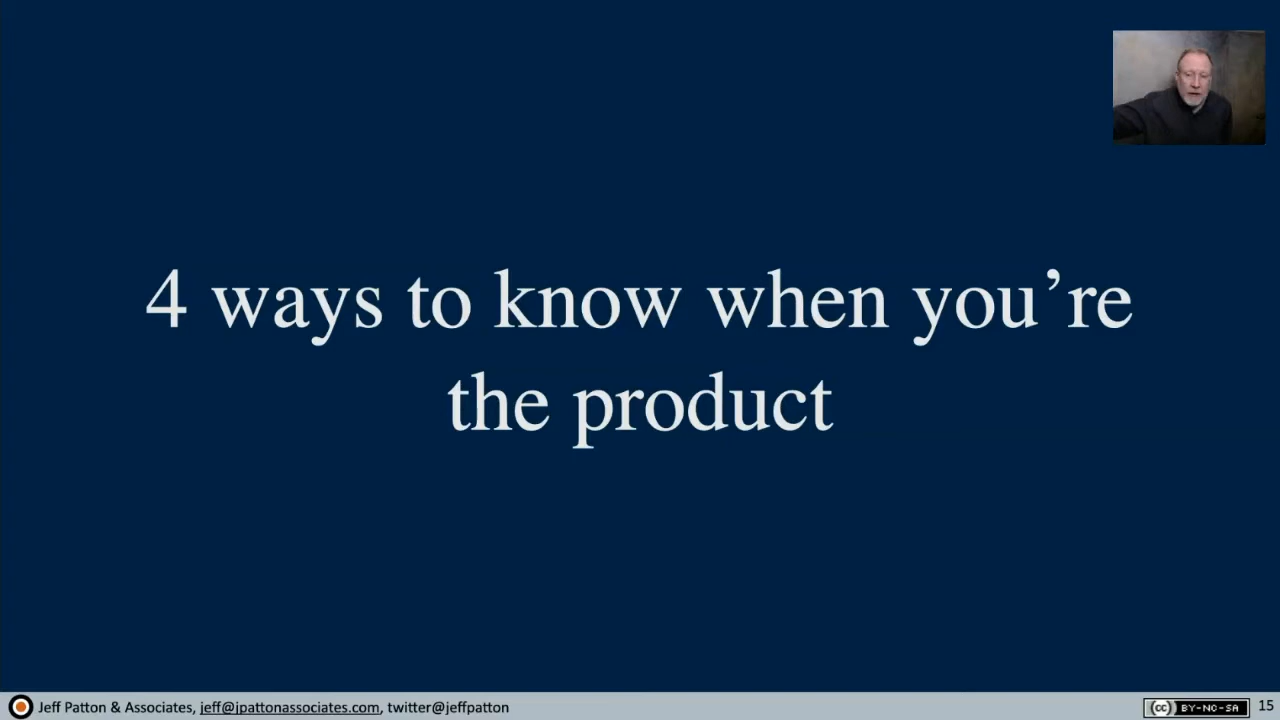 4 ways to know when you’re
the product
Jeff Patton & Associates, jeff@jpattonassociates.com, twitter@jeffpatton
cc BY-NC-SA
15